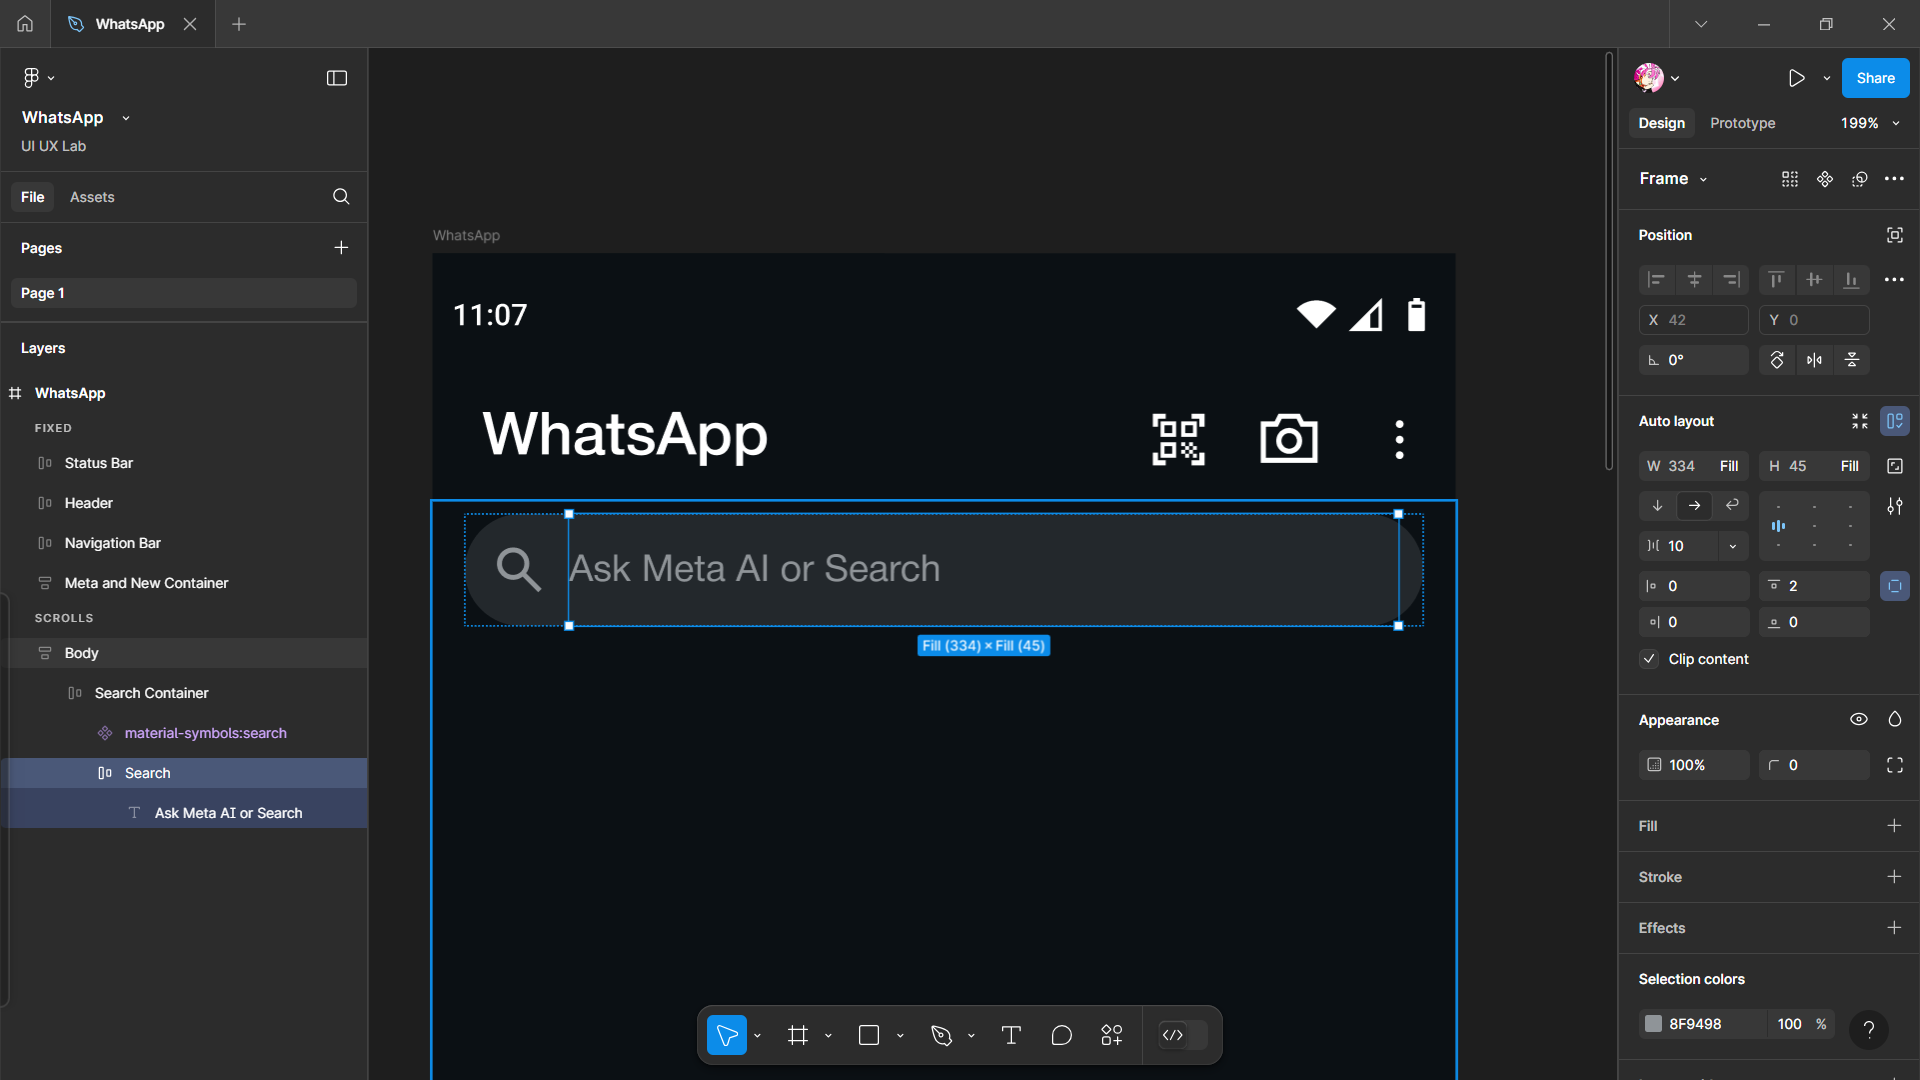 WhatsApp
WhatsApp
UI UX Lab
File Assets
Pages
Page 1
Layers
WhatsApp
FIXED
Status Bar
Header
Navigation Bar
Meta and New Container
SCROLLS
Body
Search Container
material-symbols:search
Search
Ask Meta AI or Search
WhatsApp
11:07
WhatsApp
Ask Meta AI or Search
Fill (334) × Fill (45)
Share
Design Prototype 199%
Frame
Position
X 42 Y 0
0°
Auto layout
W 334 Fill H 45 Fill
10
0 2
0 0
Clip content
Appearance
100% 0
Fill
Stroke
Effects
Selection colors
8F9498 100 %
?